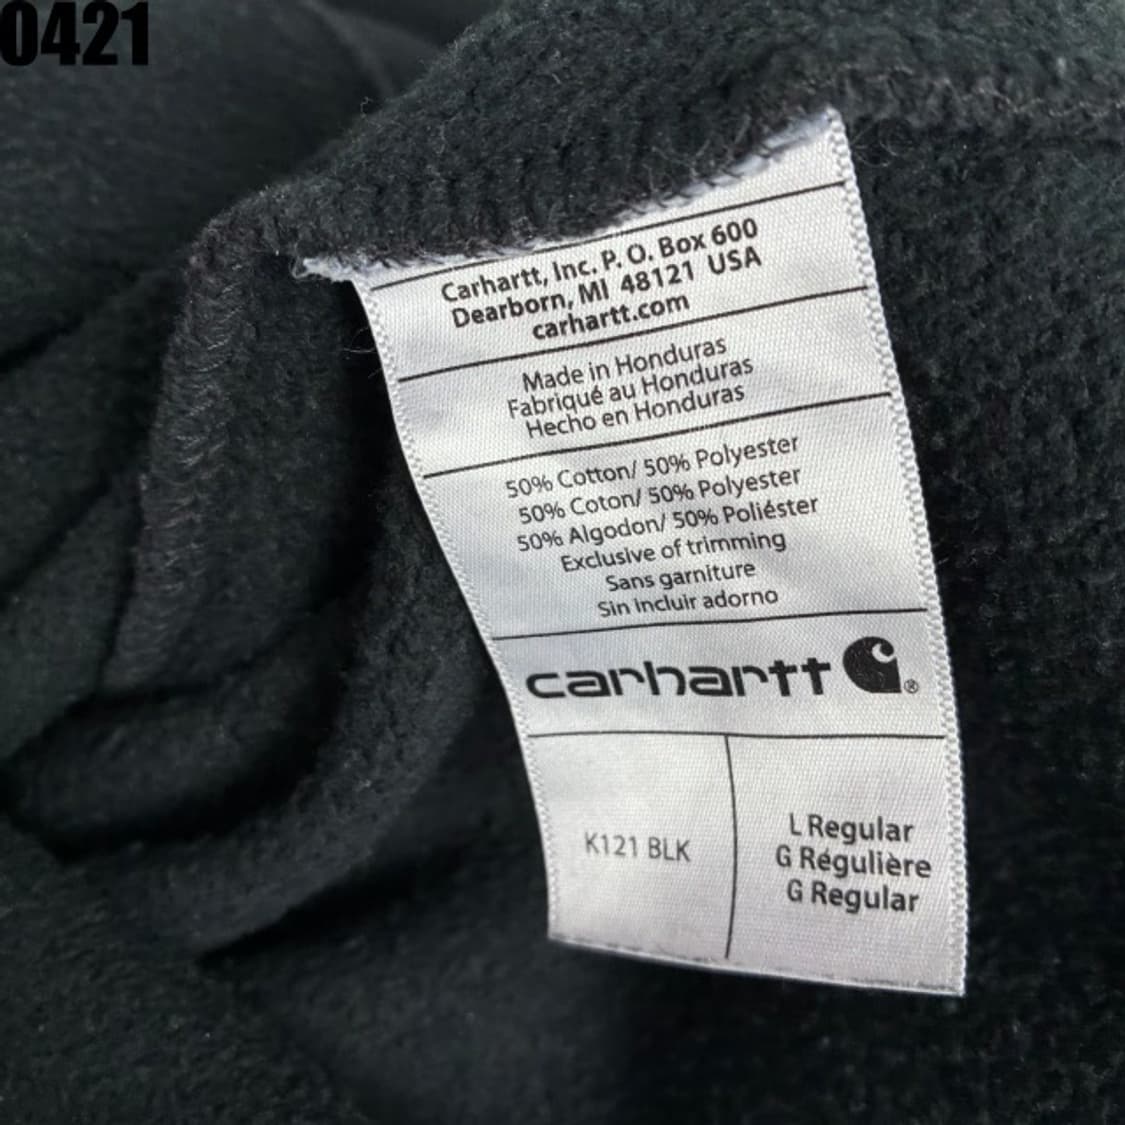 0421
Carhartt, Inc. P. O. Box 600
Dearborn, MI 48121 USA
carhartt.com
Made in Honduras
Fabriqué au Honduras
Hecho en Honduras
50% Cotton/ 50% Polyester
50% Coton/ 50% Polyester
50% Algodon/ 50% Poliéster
Exclusive of trimming
Sans garniture
Sin incluir adorno
carhartt ®
K121 BLK
L Regular
G Régulière
G Regular